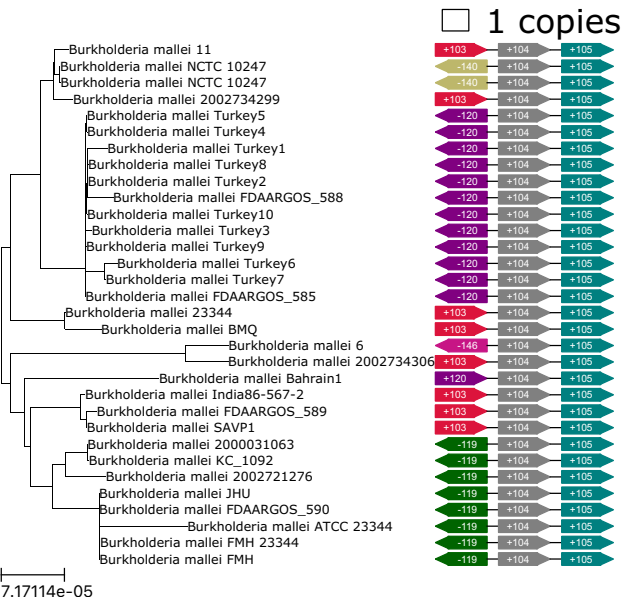 1 copies
Burkholderia mallei 11 +103 +104 +105
Burkholderia mallei NCTC 10247 -140 +104 +105
Burkholderia mallei NCTC 10247 -140 +104 +105
Burkholderia mallei 2002734299 +103 +104 +105
Burkholderia mallei Turkey5 -120 +104 +105
Burkholderia mallei Turkey4 -120 +104 +105
Burkholderia mallei Turkey1 -120 +104 +105
Burkholderia mallei Turkey8 -120 +104 +105
Burkholderia mallei Turkey2 -120 +104 +105
Burkholderia mallei FDAARGOS_588 -120 +104 +105
Burkholderia mallei Turkey10 -120 +104 +105
Burkholderia mallei Turkey3 -120 +104 +105
Burkholderia mallei Turkey9 -120 +104 +105
Burkholderia mallei Turkey6 -120 +104 +105
Burkholderia mallei Turkey7 -120 +104 +105
Burkholderia mallei FDAARGOS_585 -120 +104 +105
Burkholderia mallei 23344 +103 +104 +105
Burkholderia mallei BMQ +103 +104 +105
Burkholderia mallei 6 -146 +104 +105
Burkholderia mallei 2002734306 +103 +104 +105
Burkholderia mallei Bahrain1 +120 +104 +105
Burkholderia mallei India86-567-2 +103 +104 +105
Burkholderia mallei FDAARGOS_589 +103 +104 +105
Burkholderia mallei SAVP1 +103 +104 +105
Burkholderia mallei 2000031063 -119 +104 +105
Burkholderia mallei KC_1092 -119 +104 +105
Burkholderia mallei 2002721276 -119 +104 +105
Burkholderia mallei JHU -119 +104 +105
Burkholderia mallei FDAARGOS_590 -119 +104 +105
Burkholderia mallei ATCC 23344 -119 +104 +105
Burkholderia mallei FMH 23344 -119 +104 +105
Burkholderia mallei FMH -119 +104 +105
7.17114e-05